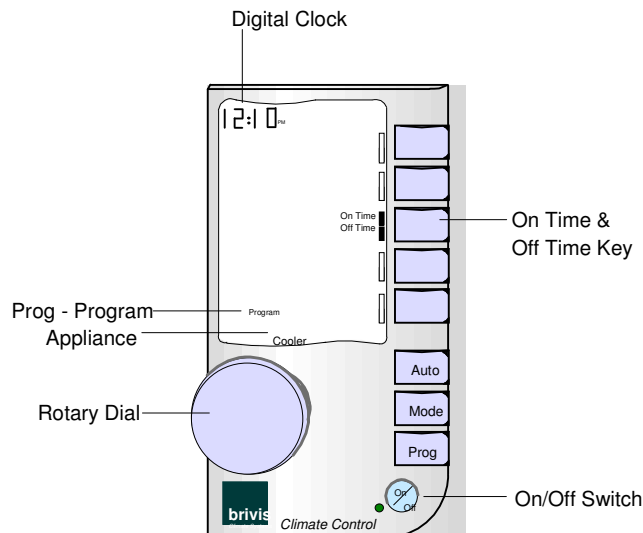 Digital Clock
12:10 PM
On Time
Off Time
On Time &
Off Time Key
Prog - Program
Program
Appliance
Cooler
Auto
Rotary Dial
Mode
Prog
On/Off Switch
On
Off
brivis
Climate Control